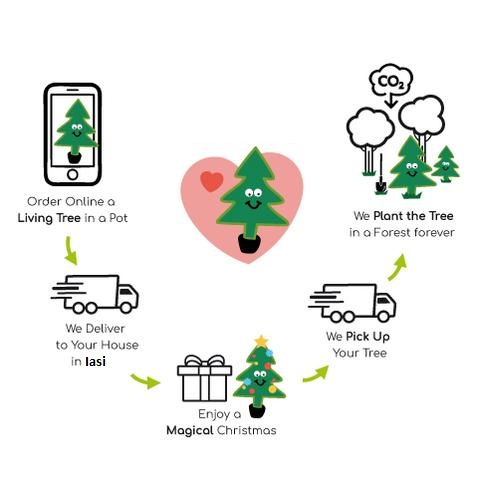 Order Online a
Living Tree in a Pot
We Deliver
to Your House
in Iasi
Enjoy a
Magical Christmas
We Pick Up
Your Tree
CO₂
We Plant the Tree
in a Forest forever